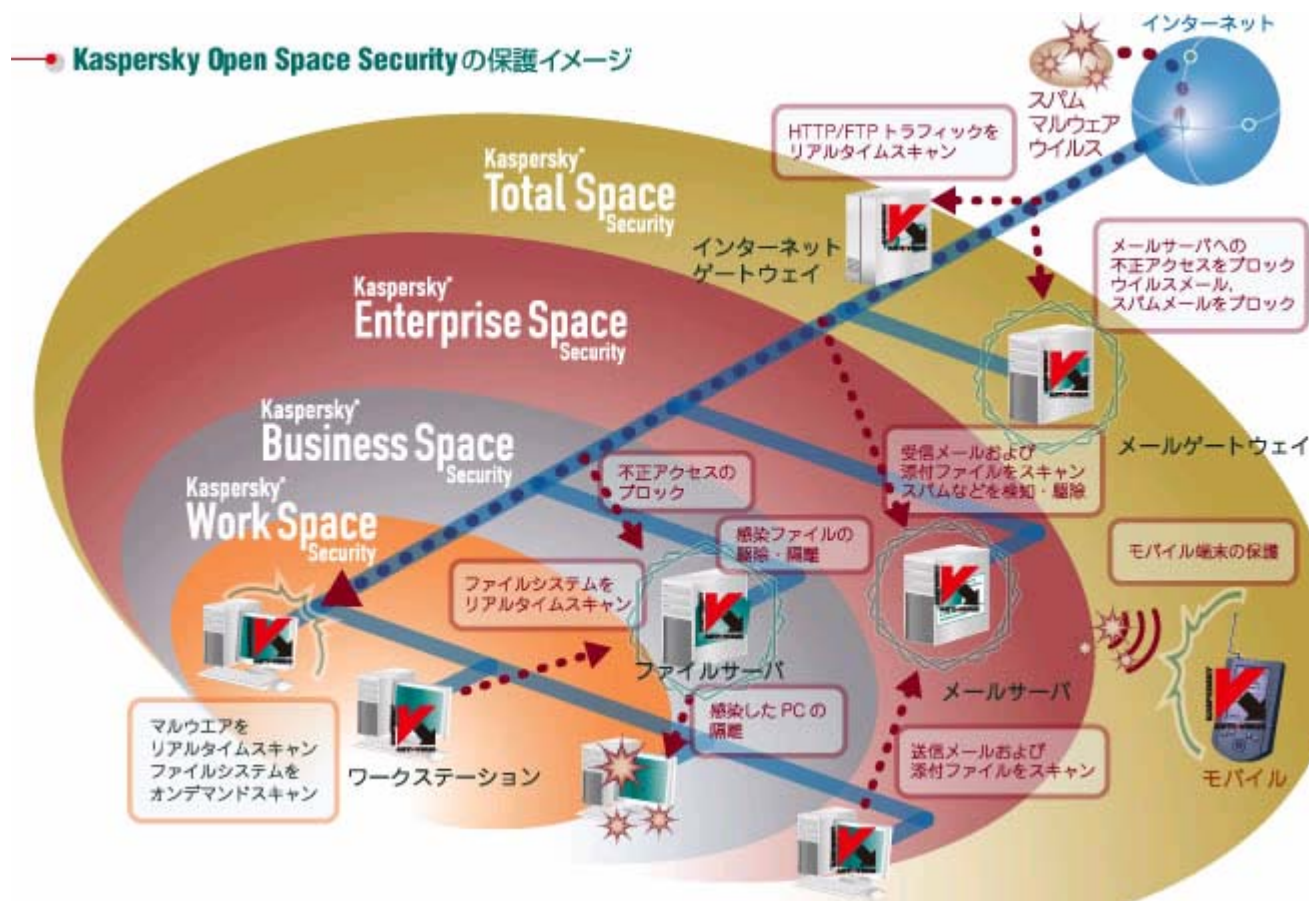 Kaspersky Open Space Securityの保護イメージ
インターネット
スパム
マルウェア
ウイルス
HTTP/FTP トラフィックを
リアルタイムスキャン
Kaspersky
Total Space
Security
インターネット
ゲートウェイ
メールサーバへの
不正アクセスをブロック
ウイルスメール、
スパムメールをブロック
Kaspersky
Enterprise Space
Security
メールゲートウェイ
Kaspersky
Business Space
Security
不正アクセスの
ブロック
受信メールおよび
添付ファイルをスキャン
スパムなどを検知・駆除
Kaspersky
Work Space
Security
感染ファイルの
駆除・隔離
モバイル端末の保護
ファイルシステムを
リアルタイムスキャン
ファイルサーバ
メールサーバ
マルウエアを
リアルタイムスキャン
ファイルシステムを
オンデマンドスキャン
ワークステーション
感染した PC の
隔離
送信メールおよび
添付ファイルをスキャン
モバイル